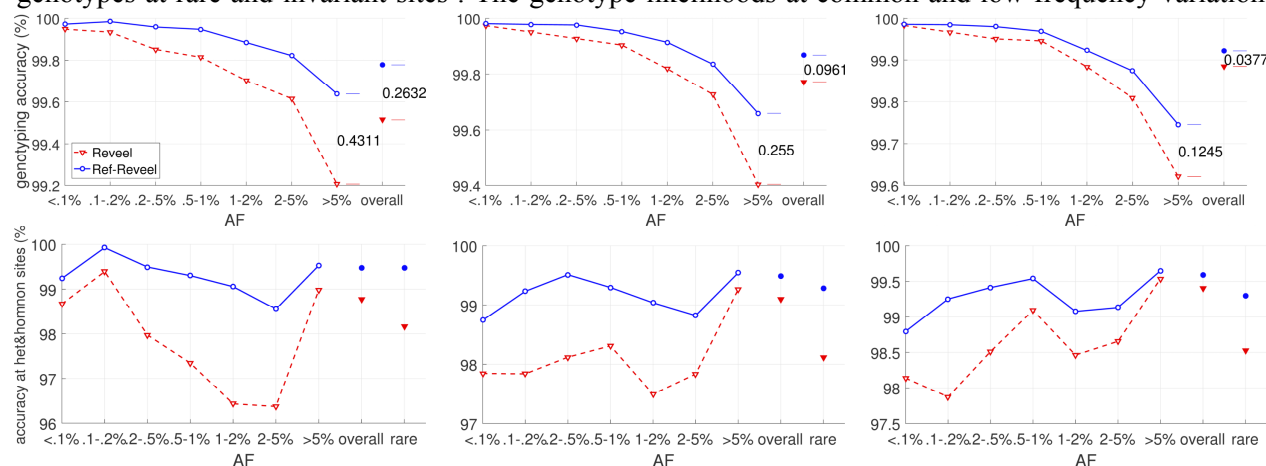 genotypes at rare and invariant sites . The genotype likelihoods at common and low frequency variation
genctyping accuracy (%)
100
99.8
99.6
99.4
99.2
0.2632
0.4311
Reveel
Ref-Reveel
<.1% .1-.2% .2-.5% .5-1% 1-2% 2-5% >5% overall
AF
100
99.8
99.6
99.4
0.0961
0.255
<.1% .1-.2% .2-.5% .5-1% 1-2% 2-5% >5% overall
AF
100
99.9
99.8
99.7
99.6
0.0377
0.1245
<.1% .1-.2% .2-.5% .5-1% 1-2% 2-5% >5% overall
AF
accuracy at het&homon sites (%
100
99
98
97
96
<.1% .1-.2% .2-.5% .5-1% 1-2% 2-5% >5% overall rare
AF
100
99
98
97
<.1% .1-.2% .2-.5% .5-1% 1-2% 2-5% >5% overall rare
AF
100
99.5
99
98.5
98
97.5
<.1% .1-.2% .2-.5% .5-1% 1-2% 2-5% >5% overall rare
AF